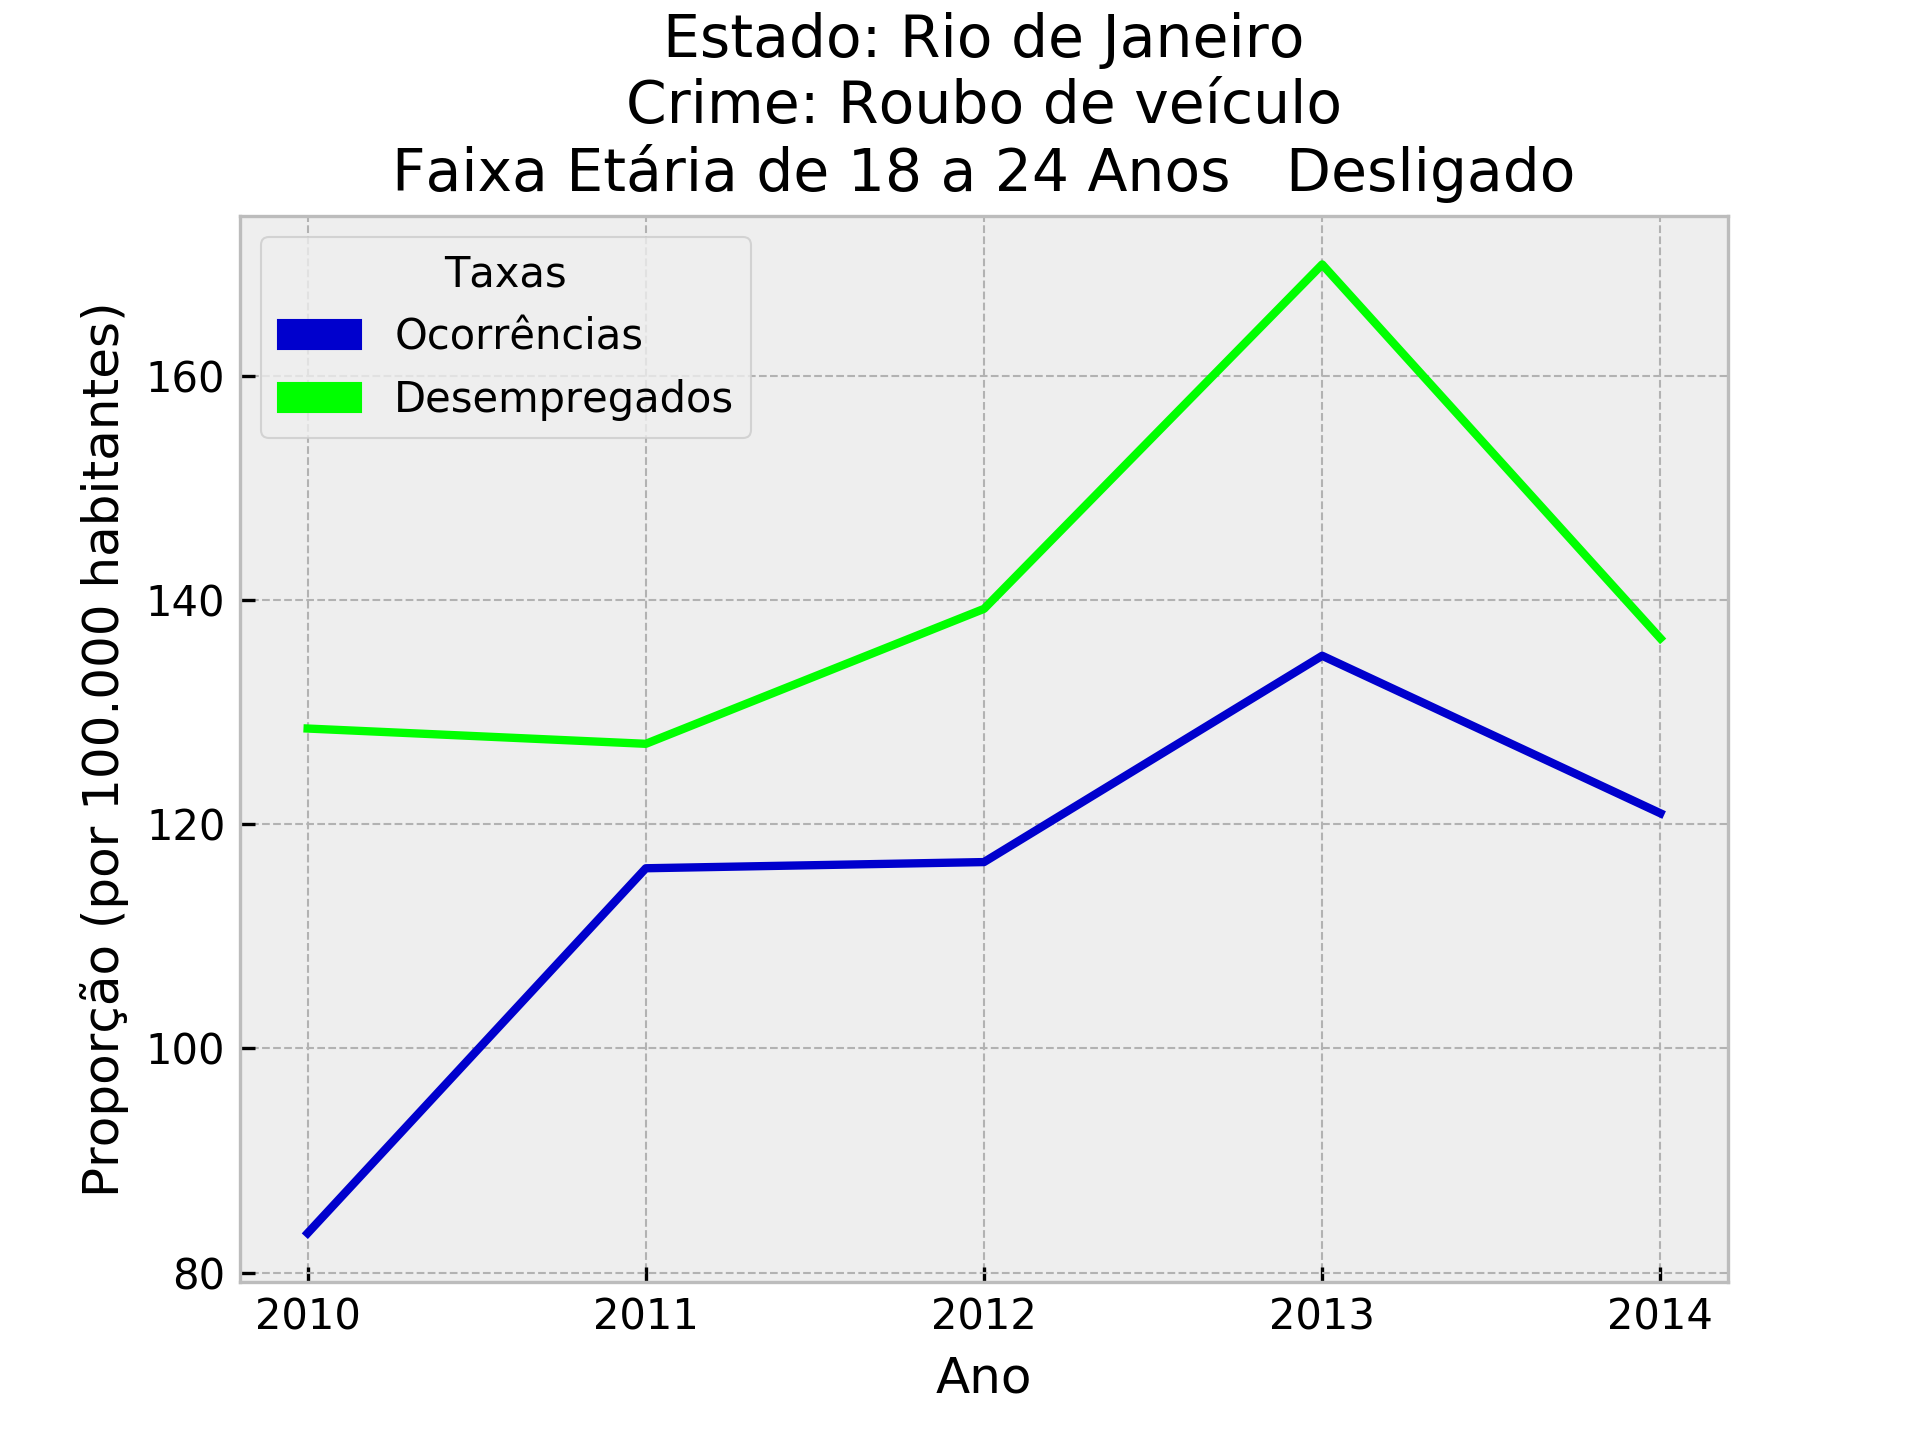 Estado: Rio de Janeiro
Crime: Roubo de veículo
Faixa Etária de 18 a 24 Anos   Desligado
Taxas
Ocorrências
Desempregados
Proporção (por 100.000 habitantes)
160
140
120
100
80
2010
2011
2012
2013
2014
Ano